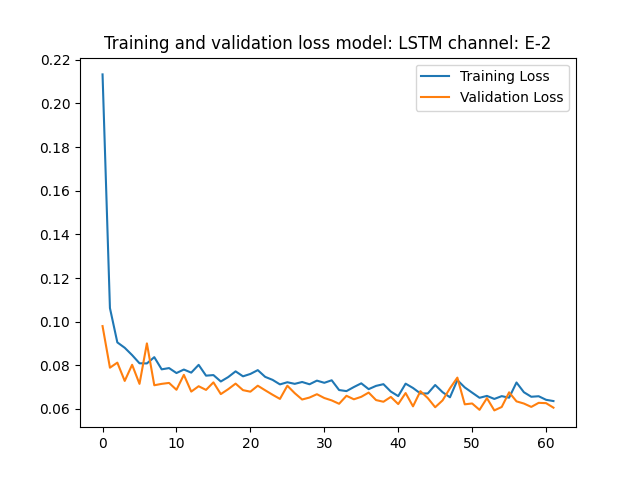 Training and validation loss model: LSTM channel: E-2
0.22
0.20
0.18
0.16
0.14
0.12
0.10
0.08
0.06
Training Loss
Validation Loss
0 10 20 30 40 50 60